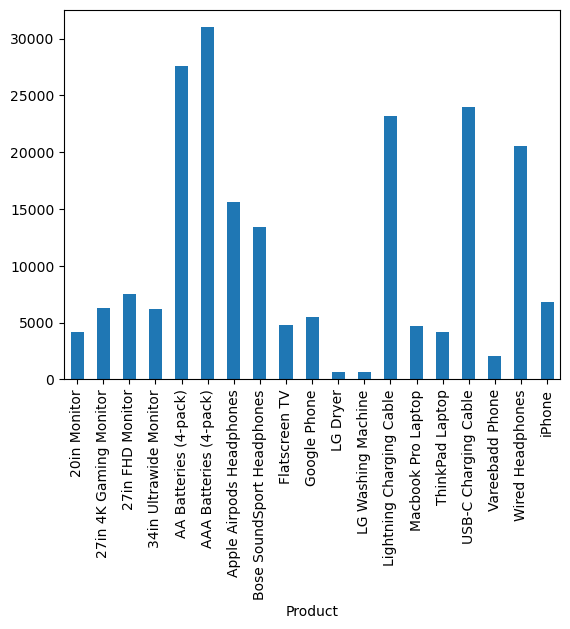 30000
25000
20000
15000
10000
5000
0
20in Monitor
27in 4K Gaming Monitor
27in FHD Monitor
34in Ultrawide Monitor
AA Batteries (4-pack)
AAA Batteries (4-pack)
Apple Airpods Headphones
Bose SoundSport Headphones
Flatscreen TV
Google Phone
LG Dryer
LG Washing Machine
Lightning Charging Cable
Macbook Pro Laptop
ThinkPad Laptop
USB-C Charging Cable
Vareebadd Phone
Wired Headphones
iPhone
Product